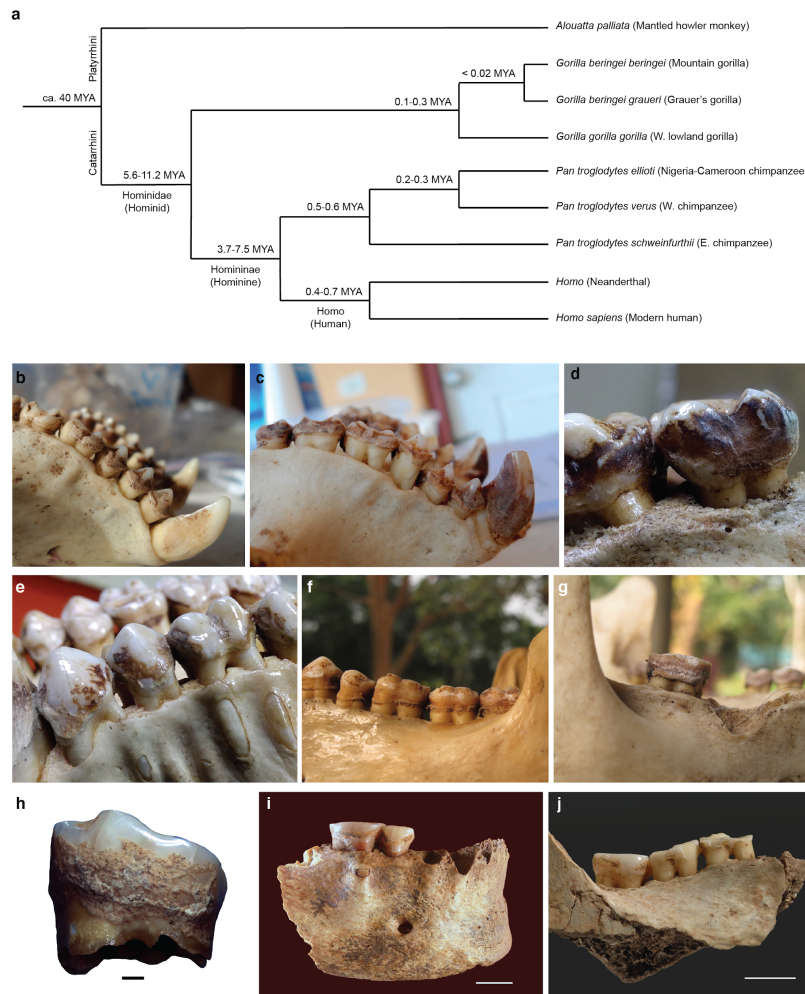 a
Platyrrhini
Catarrhini
ca. 40 MYA
Alouatta palliata (Mantled howler monkey)
< 0.02 MYA
Gorilla beringei beringei (Mountain gorilla)
0.1-0.3 MYA
Gorilla beringei graueri (Grauer's gorilla)
Gorilla gorilla gorilla (W. lowland gorilla)
5.6-11.2 MYA
Hominidae
(Hominid)
0.2-0.3 MYA
Pan troglodytes ellioti (Nigeria-Cameroon chimpanzee
0.5-0.6 MYA
Pan troglodytes verus (W. chimpanzee)
Pan troglodytes schweinfurthii (E. chimpanzee)
3.7-7.5 MYA
Homininae
(Hominine)
0.4-0.7 MYA
Homo
(Human)
Homo (Neanderthal)
Homo sapiens (Modern human)
b
c
d
e
f
g
h
i
j